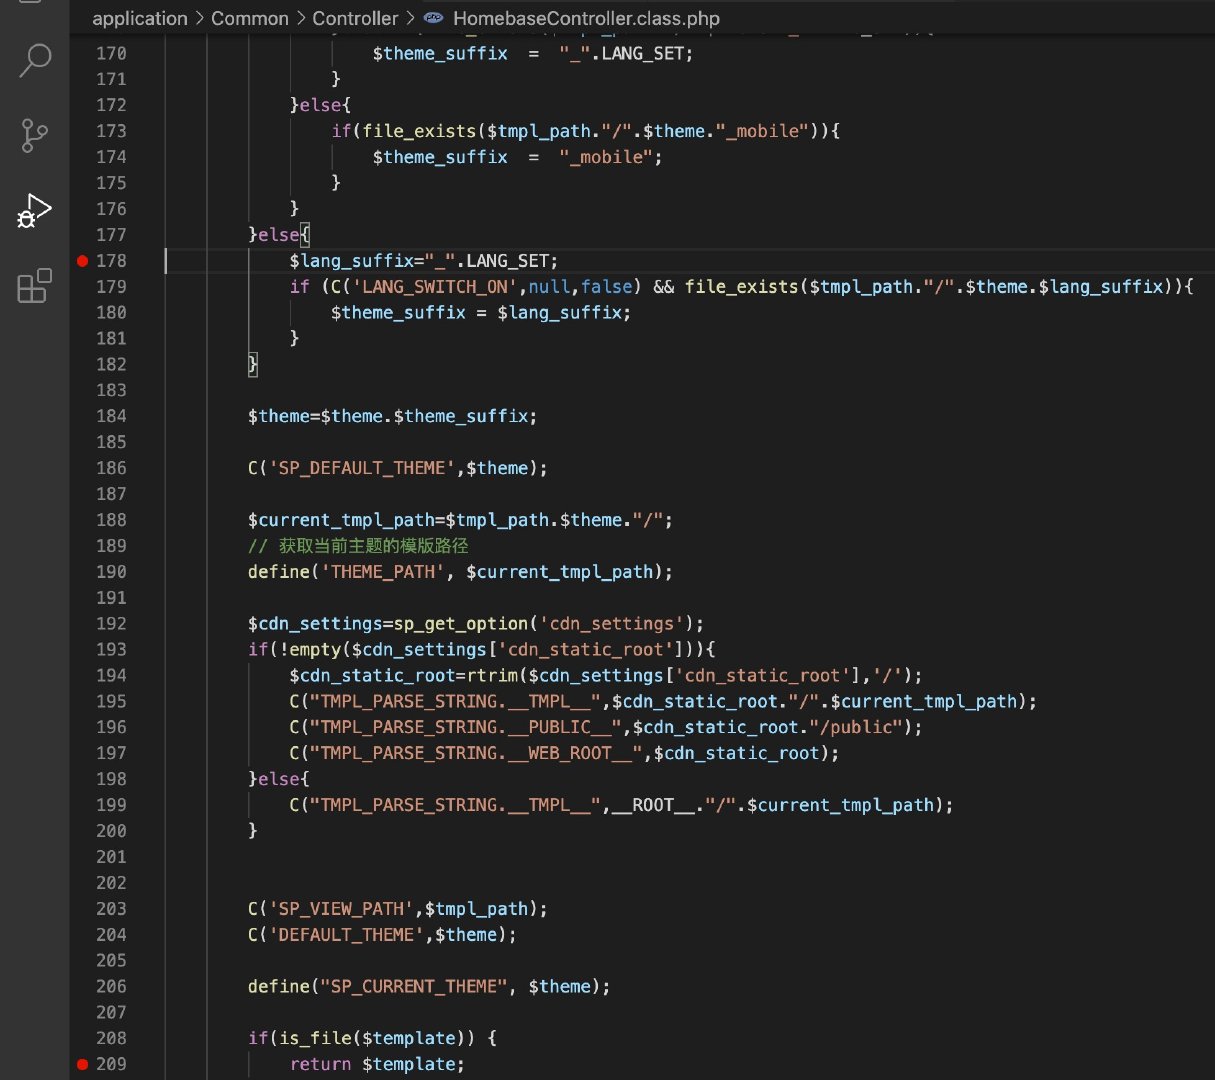 application > Common > Controller > HomebaseController.class.php
170 $theme_suffix  =  "_".LANG_SET;
171 }
172 }else{
173 if(file_exists($tmpl_path."/".$theme."_mobile")){
174 $theme_suffix  =  "_mobile";
175 }
176 }
177 }else{
178 $lang_suffix="_".LANG_SET;
179 if (C('LANG_SWITCH_ON',null,false) && file_exists($tmpl_path."/".$theme.$lang_suffix)){
180 $theme_suffix = $lang_suffix;
181 }
182 }
183
184 $theme=$theme.$theme_suffix;
185
186 C('SP_DEFAULT_THEME',$theme);
187
188 $current_tmpl_path=$tmpl_path.$theme."/";
189 // 获取当前主题的模版路径
190 define('THEME_PATH', $current_tmpl_path);
191
192 $cdn_settings=sp_get_option('cdn_settings');
193 if(!empty($cdn_settings['cdn_static_root'])){
194 $cdn_static_root=rtrim($cdn_settings['cdn_static_root'],'/');
195 C("TMPL_PARSE_STRING.__TMPL__",$cdn_static_root."/".$current_tmpl_path);
196 C("TMPL_PARSE_STRING.__PUBLIC__",$cdn_static_root."/public");
197 C("TMPL_PARSE_STRING.__WEB_ROOT__",$cdn_static_root);
198 }else{
199 C("TMPL_PARSE_STRING.__TMPL__",__ROOT__."/".$current_tmpl_path);
200 }
201
202
203 C('SP_VIEW_PATH',$tmpl_path);
204 C('DEFAULT_THEME',$theme);
205
206 define("SP_CURRENT_THEME", $theme);
207
208 if(is_file($template)) {
209 return $template;